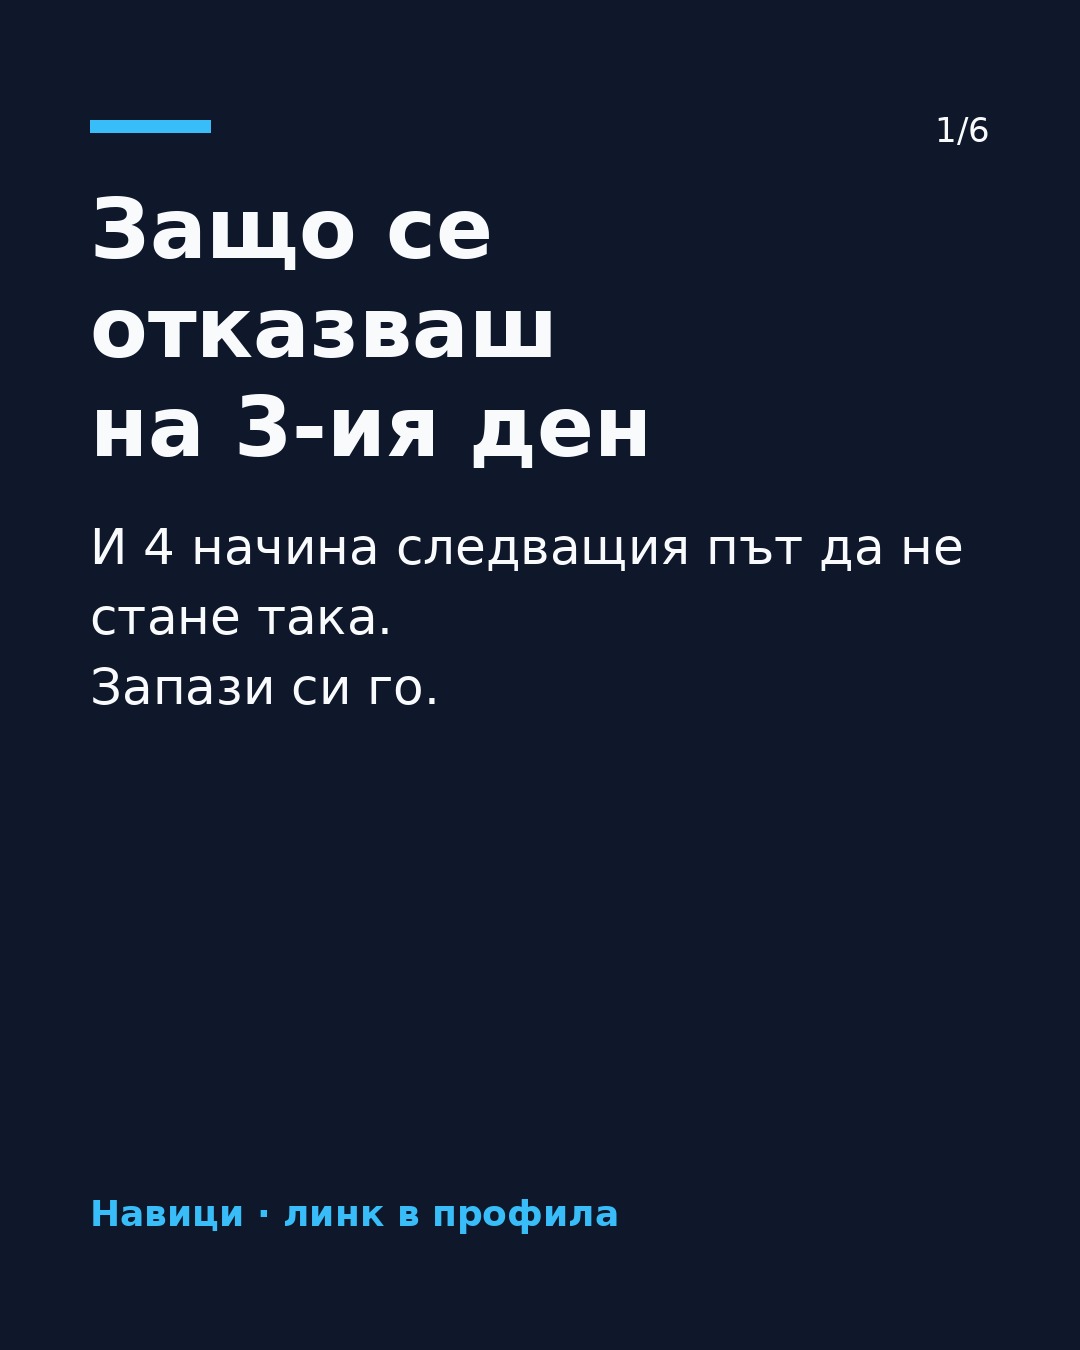 1/6
Защо се
отказваш
на 3-ия ден
И 4 начина следващия път да не
стане така.
Запази си го.
Навици · линк в профила